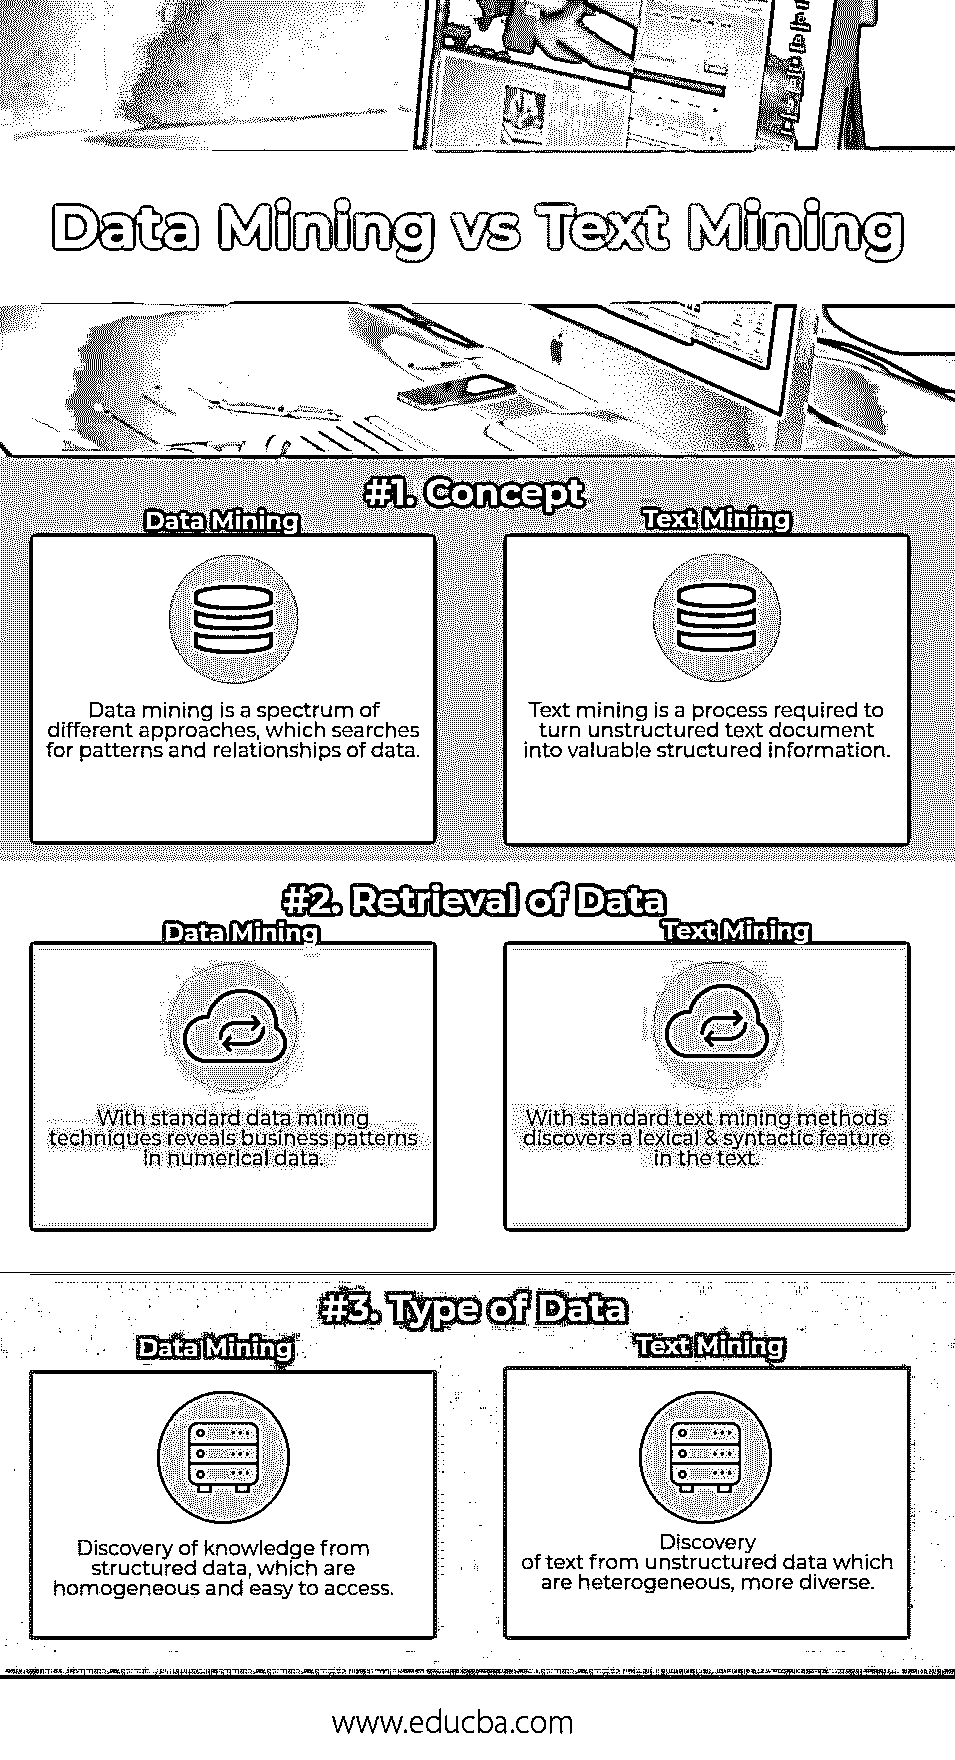 Data Mining vs Text Mining
#1. Concept
Data Mining
Data mining is a spectrum of
different approaches, which searches
for patterns and relationships of data.
Text Mining
Text mining is a process required to
turn unstructured text document
into valuable structured information.
#2. Retrieval of Data
Data Mining
With standard data mining
techniques reveals business patterns
in numerical data.
Text Mining
With standard text mining methods
discovers a lexical & syntactic feature
in the text.
#3. Type of Data
Data Mining
Discovery of knowledge from
structured data, which are
homogeneous and easy to access.
Text Mining
Discovery
of text from unstructured data which
are heterogeneous, more diverse.
www.educba.com